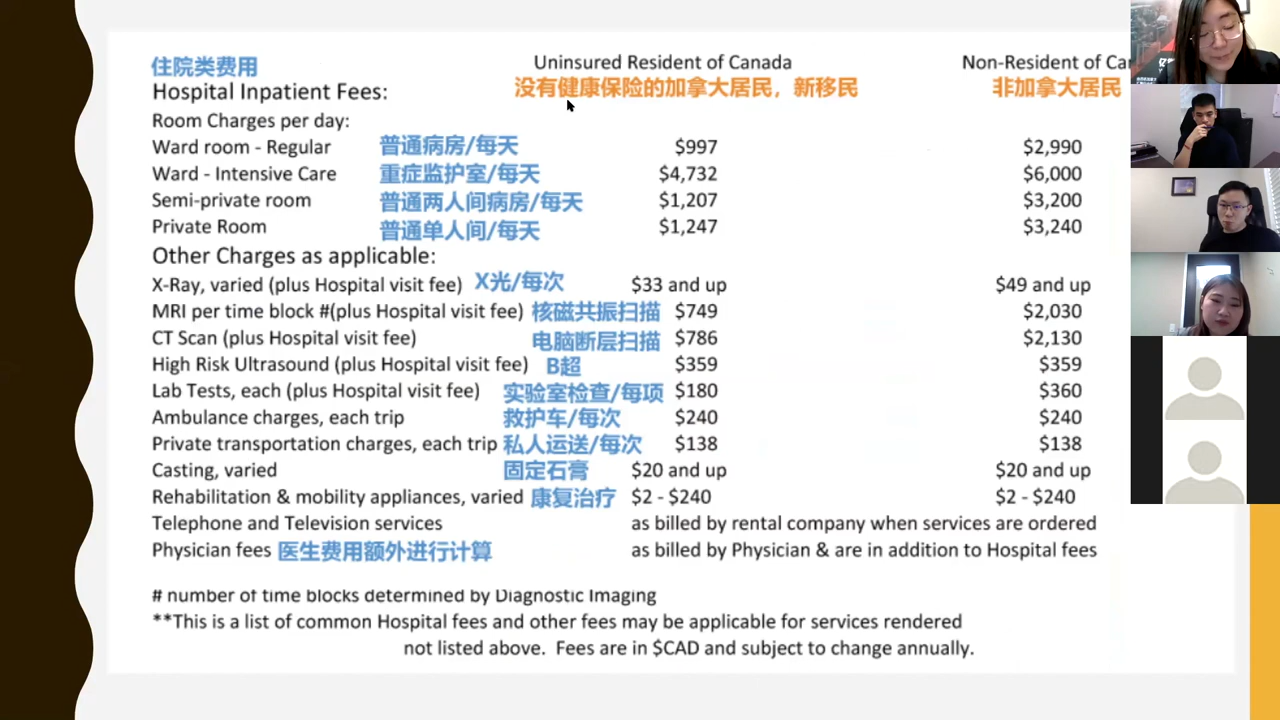 住院类费用 Uninsured Resident of Canada Non-Resident of
Hospital Inpatient Fees: 没有健康保险的加拿大居民，新移民 非加拿大居民
Room Charges per day:
Ward room - Regular 普通病房/每天 $997 $2,990
Ward - Intensive Care 重症监护室/每天 $4,732 $6,000
Semi-private room 普通两人间病房/每天 $1,207 $3,200
Private Room 普通单人间/每天 $1,247 $3,240
Other Charges as applicable:
X-Ray, varied (plus Hospital visit fee) X光/每次 $33 and up $49 and up
MRI per time block #(plus Hospital visit fee) 核磁共振扫描 $749 $2,030
CT Scan (plus Hospital visit fee) 电脑断层扫描 $786 $2,130
High Risk Ultrasound (plus Hospital visit fee) B超 $359 $359
Lab Tests, each (plus Hospital visit fee) 实验室检查/每项 $180 $360
Ambulance charges, each trip 救护车/每次 $240 $240
Private transportation charges, each trip 私人运送/每次 $138 $138
Casting, varied 固定石膏 $20 and up $20 and up
Rehabilitation & mobility appliances, varied 康复治疗 $2 - $240 $2 - $240
Telephone and Television services as billed by rental company when services are ordered
Physician fees 医生费用额外进行计算 as billed by Physician & are in addition to Hospital fees
# number of time blocks determined by Diagnostic Imaging
**This is a list of common Hospital fees and other fees may be applicable for services rendered
not listed above. Fees are in $CAD and subject to change annually.